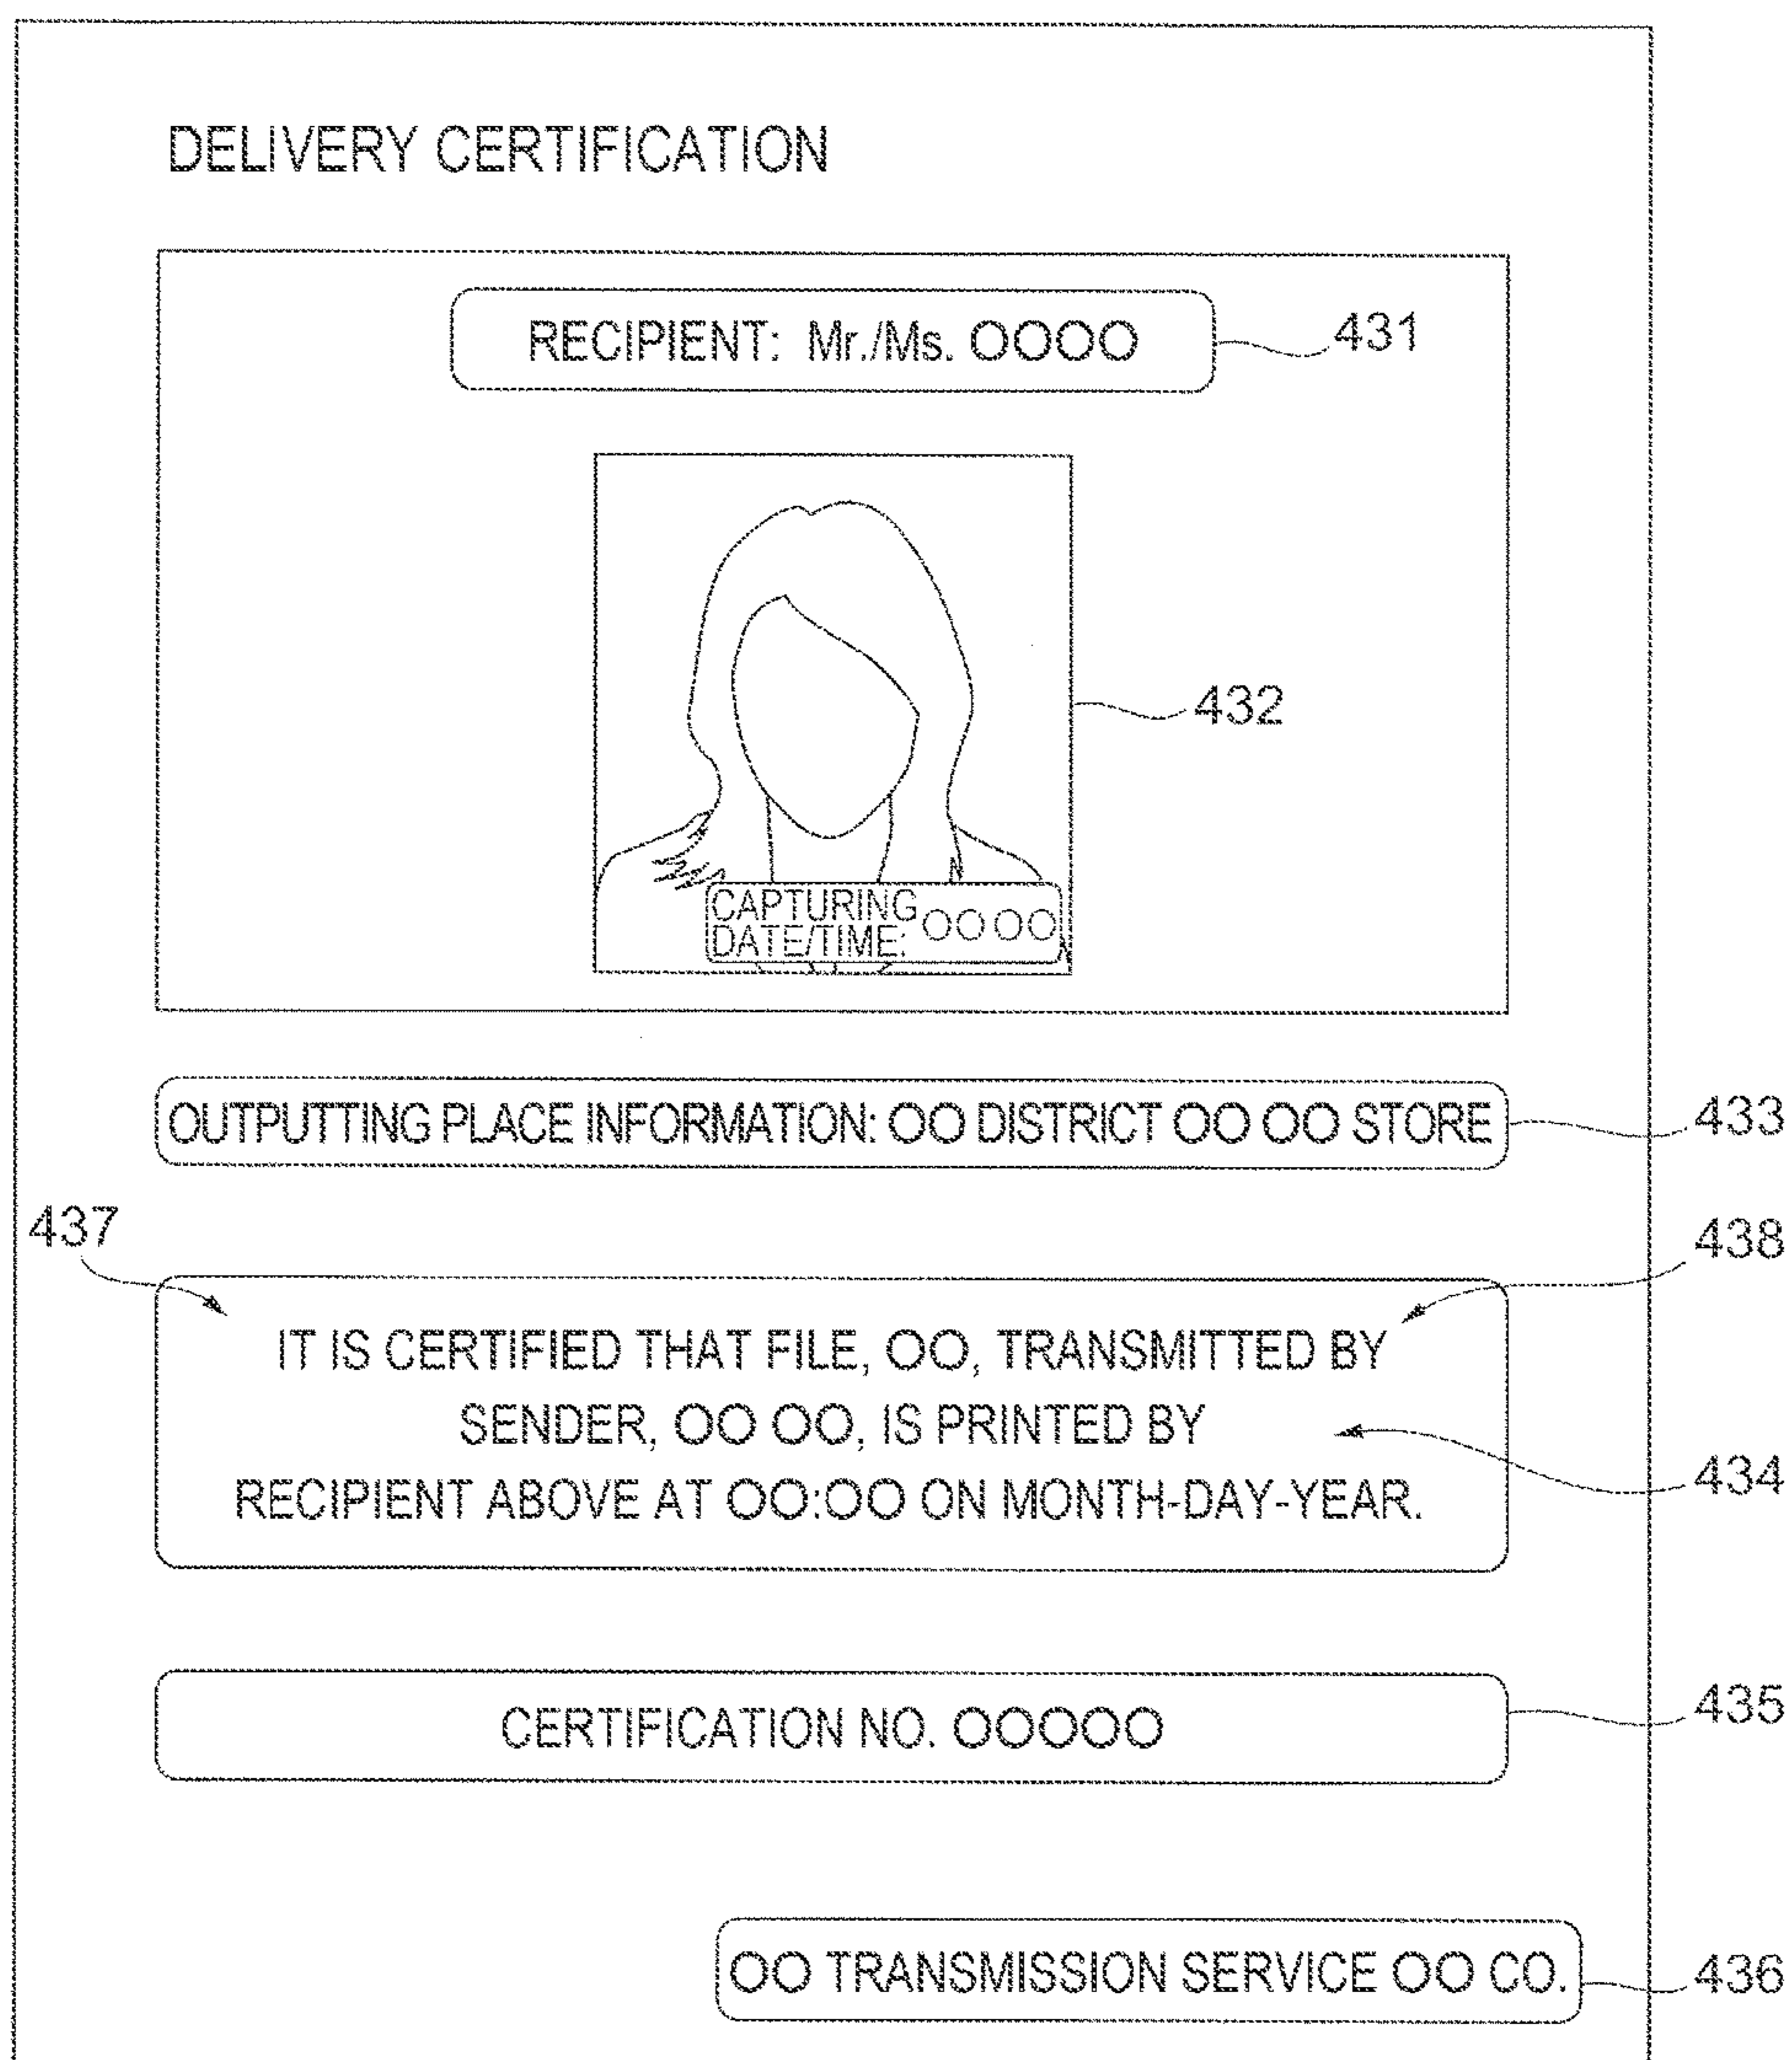 DELIVERY CERTIFICATION
RECIPIENT: Mr./Ms. OOOO
431
432
CAPTURING
DATE/TIME: OO OO
OUTPUTTING PLACE INFORMATION: OO DISTRICT OO OO STORE
433
437
438
IT IS CERTIFIED THAT FILE, OO, TRANSMITTED BY
SENDER, OO OO, IS PRINTED BY
434
RECIPIENT ABOVE AT OO:OO ON MONTH-DAY-YEAR.
CERTIFICATION NO. OOOOO
435
OO TRANSMISSION SERVICE OO CO.
436